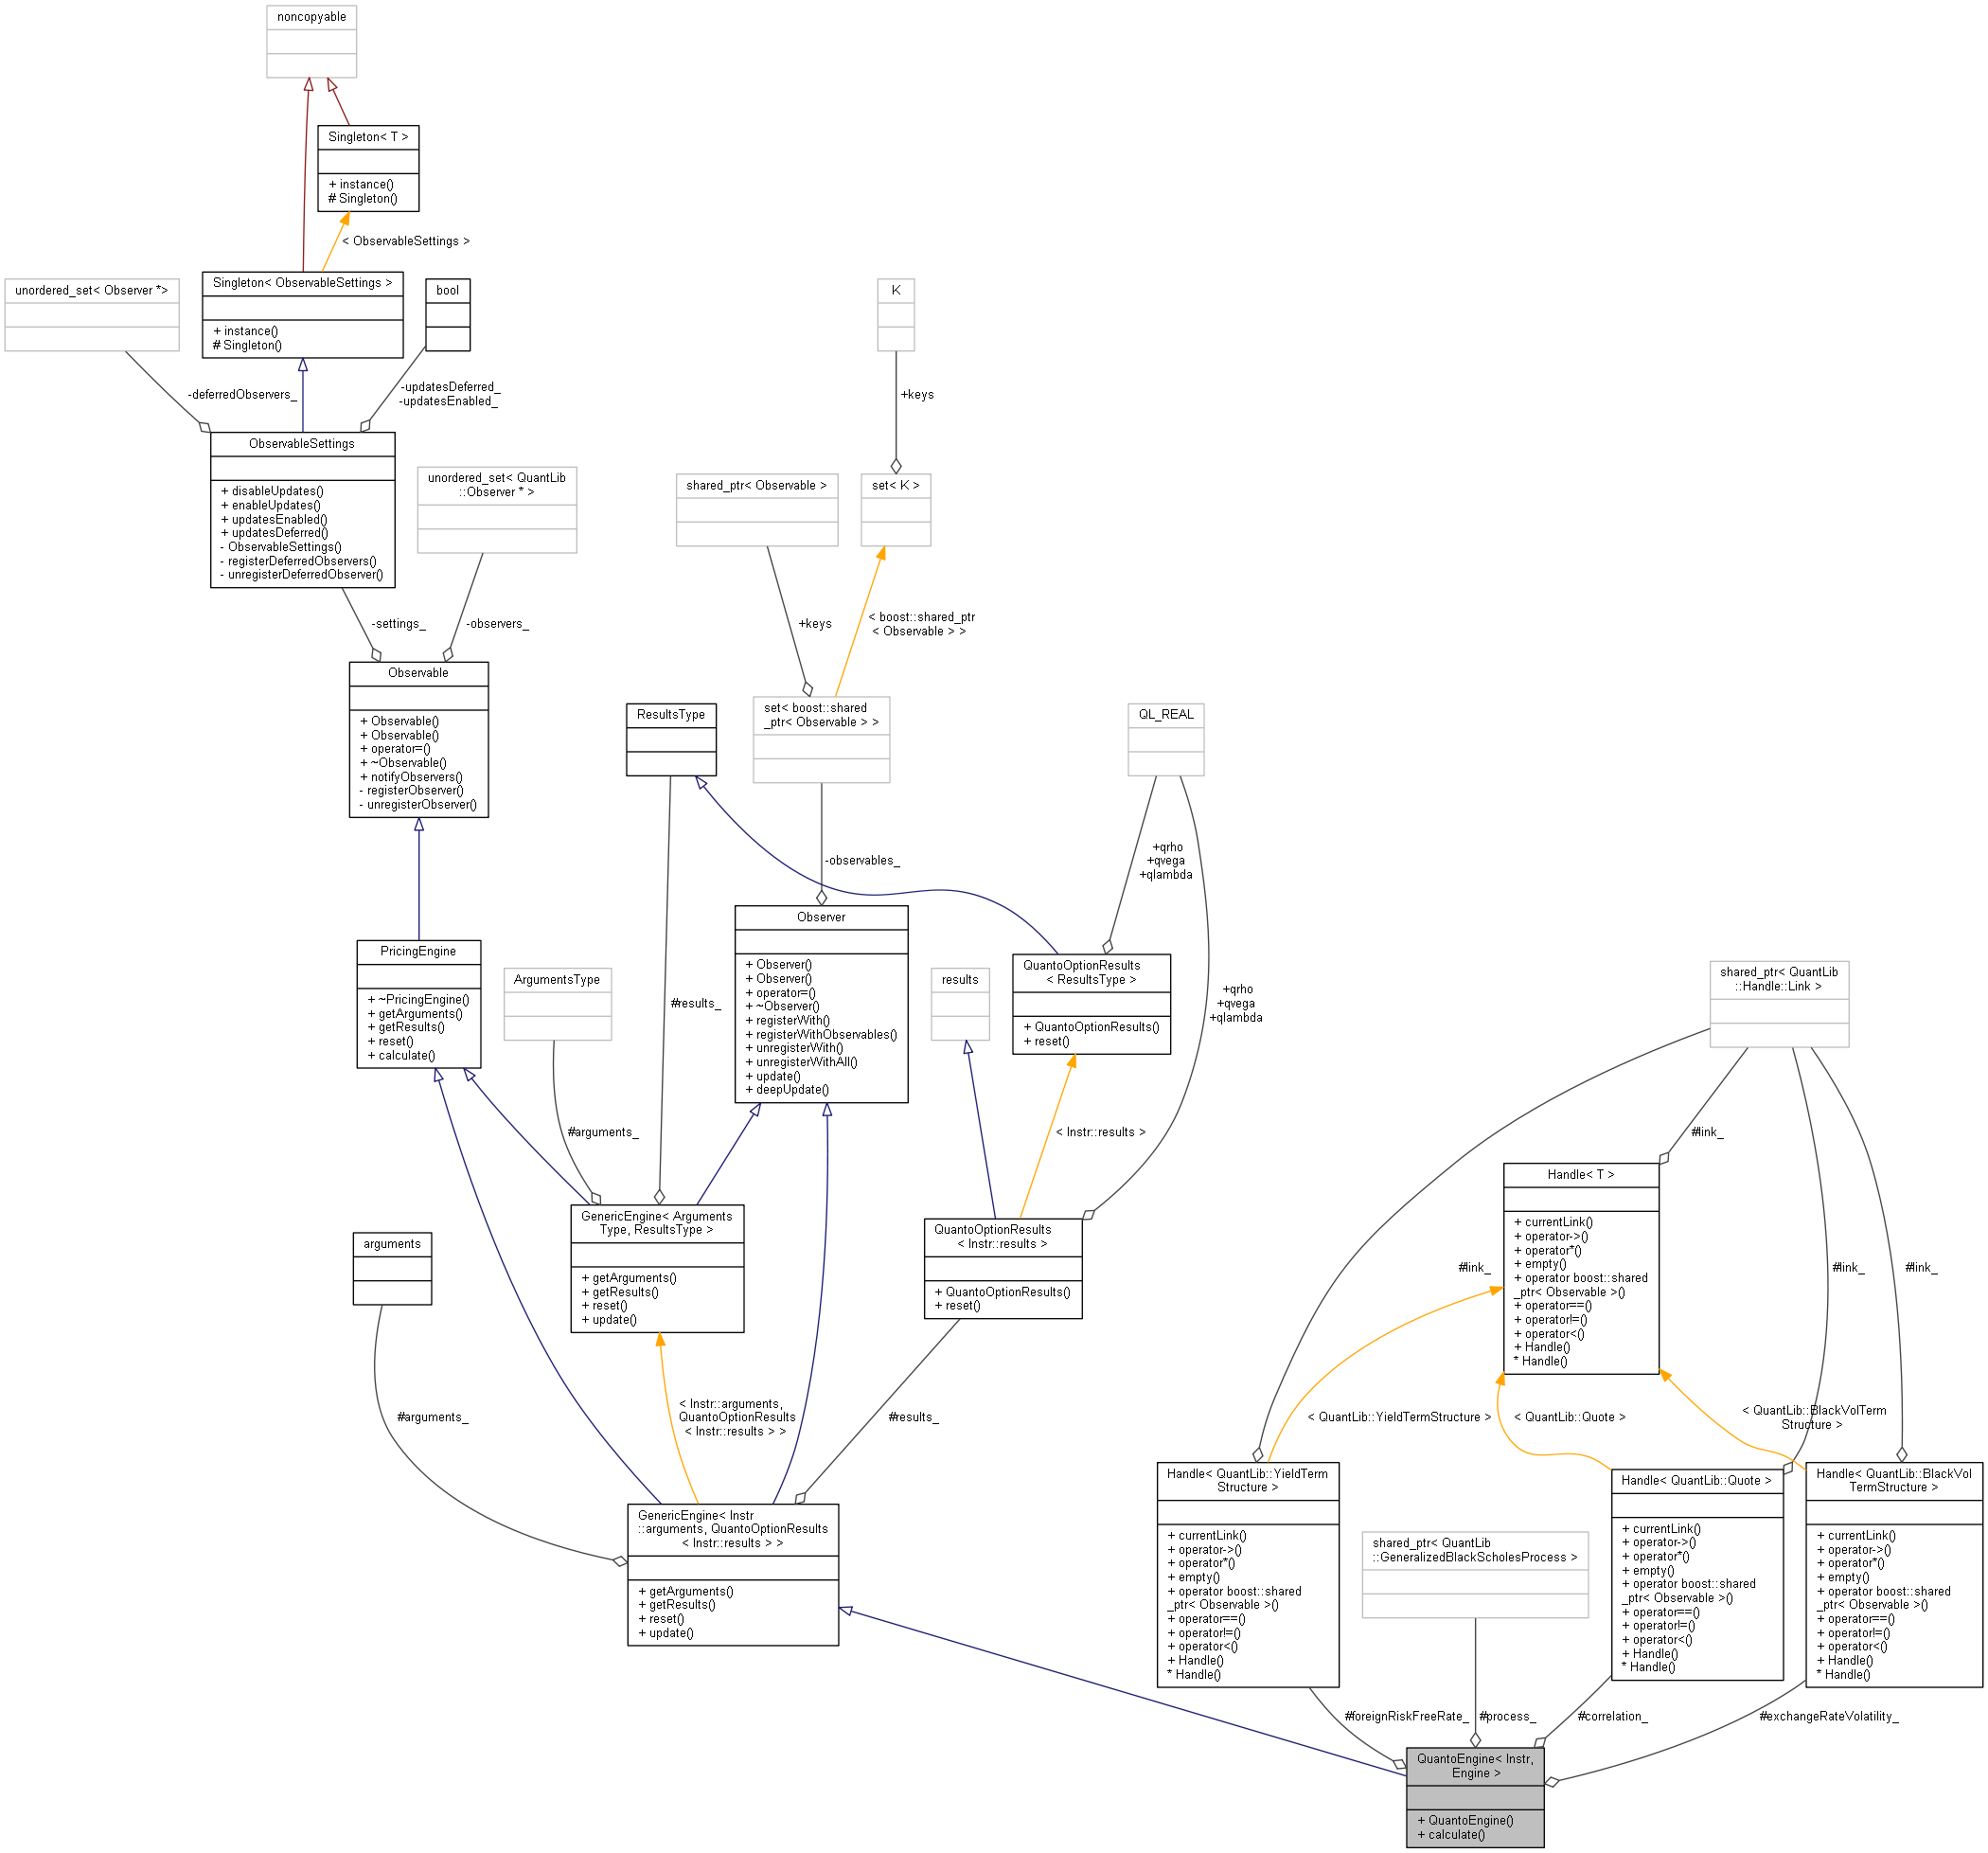 noncopyable
Singleton< T >
+ instance()
# Singleton()
< ObservableSettings >
unordered_set< Observer *>
Singleton< ObservableSettings >
+ instance()
# Singleton()
bool
K
-deferredObservers_
-updatesDeferred_
-updatesEnabled_
+keys
ObservableSettings
+ disableUpdates()
+ enableUpdates()
+ updatesEnabled()
+ updatesDeferred()
- ObservableSettings()
- registerDeferredObservers()
- unregisterDeferredObserver()
unordered_set< QuantLib
::Observer * >
shared_ptr< Observable >
set< K >
-settings_
-observers_
+keys
< boost::shared_ptr
< Observable > >
Observable
+ Observable()
+ Observable()
+ operator=()
+ ~Observable()
+ notifyObservers()
- registerObserver()
- unregisterObserver()
ResultsType
set< boost::shared
_ptr< Observable > >
QL_REAL
-observables_
+qrho
+qvega
+qlambda
PricingEngine
+ ~PricingEngine()
+ getArguments()
+ getResults()
+ reset()
+ calculate()
ArgumentsType
#results_
Observer
+ Observer()
+ Observer()
+ operator=()
+ ~Observer()
+ registerWith()
+ registerWithObservables()
+ unregisterWith()
+ unregisterWithAll()
+ update()
+ deepUpdate()
results
QuantoOptionResults
< ResultsType >
+ QuantoOptionResults()
+ reset()
+qrho
+qvega
+qlambda
shared_ptr< QuantLib
::Handle::Link >
#arguments_
< Instr::results >
#link_
arguments
GenericEngine< Arguments
Type, ResultsType >
+ getArguments()
+ getResults()
+ reset()
+ update()
QuantoOptionResults
< Instr::results >
+ QuantoOptionResults()
+ reset()
Handle< T >
+ currentLink()
+ operator->()
+ operator*()
+ empty()
+ operator boost::shared
_ptr< Observable >()
+ operator==()
+ operator!=()
+ operator<()
+ Handle()
* Handle()
#link_
#link_
#link_
#arguments_
< Instr::arguments,
QuantoOptionResults
< Instr::results > >
#results_
< QuantLib::YieldTermStructure >
< QuantLib::Quote >
< QuantLib::BlackVolTerm
Structure >
GenericEngine< Instr
::arguments, QuantoOptionResults
< Instr::results > >
+ getArguments()
+ getResults()
+ reset()
+ update()
Handle< QuantLib::YieldTerm
Structure >
+ currentLink()
+ operator->()
+ operator*()
+ empty()
+ operator boost::shared
_ptr< Observable >()
+ operator==()
+ operator!=()
+ operator<()
+ Handle()
* Handle()
shared_ptr< QuantLib
::GeneralizedBlackScholesProcess >
Handle< QuantLib::Quote >
+ currentLink()
+ operator->()
+ operator*()
+ empty()
+ operator boost::shared
_ptr< Observable >()
+ operator==()
+ operator!=()
+ operator<()
+ Handle()
* Handle()
Handle< QuantLib::BlackVol
TermStructure >
+ currentLink()
+ operator->()
+ operator*()
+ empty()
+ operator boost::shared
_ptr< Observable >()
+ operator==()
+ operator!=()
+ operator<()
+ Handle()
* Handle()
#foreignRiskFreeRate_
#process_
#correlation_
#exchangeRateVolatility_
QuantoEngine< Instr,
Engine >
+ QuantoEngine()
+ calculate()